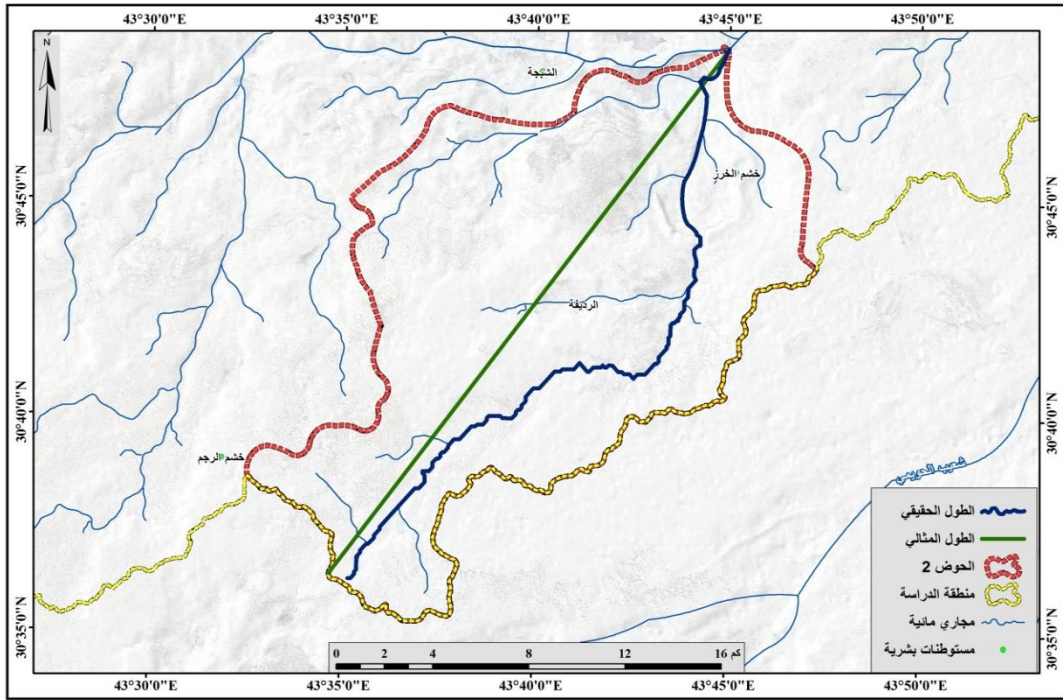 43°30'0"N 43°35'0"N 43°40'0"N 43°45'0"N 43°50'0"N
N
الشبجة
خشم الخرز
30°45'0"N 30°45'0"N
الرديفة
30°40'0"N 30°40'0"N
خشم الرجم
شعيب الحويمي
الطول الحقيقي
الطول المثالي
الحوض 2
منطقة الدراسة
مجاري مائية
مستوطنات بشرية
30°35'0"N 30°35'0"N
0 2 4 8 12 16 كم
43°30'0"N 43°35'0"N 43°40'0"N 43°45'0"N 43°50'0"N